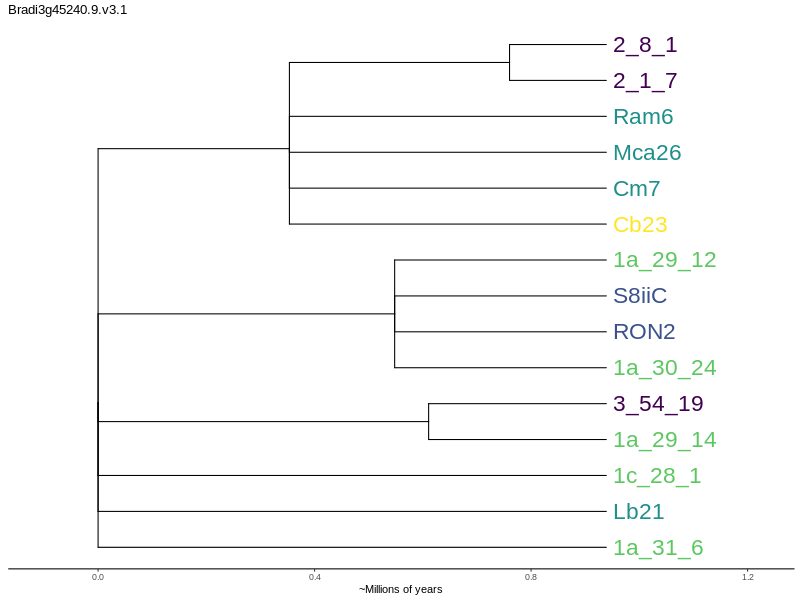 Bradi3g45240.9.v3.1
2_8_1
2_1_7
Ram6
Mca26
Cm7
Cb23
1a_29_12
S8iiC
RON2
1a_30_24
3_54_19
1a_29_14
1c_28_1
Lb21
1a_31_6
0.0 0.4 0.8 1.2
~Millions of years